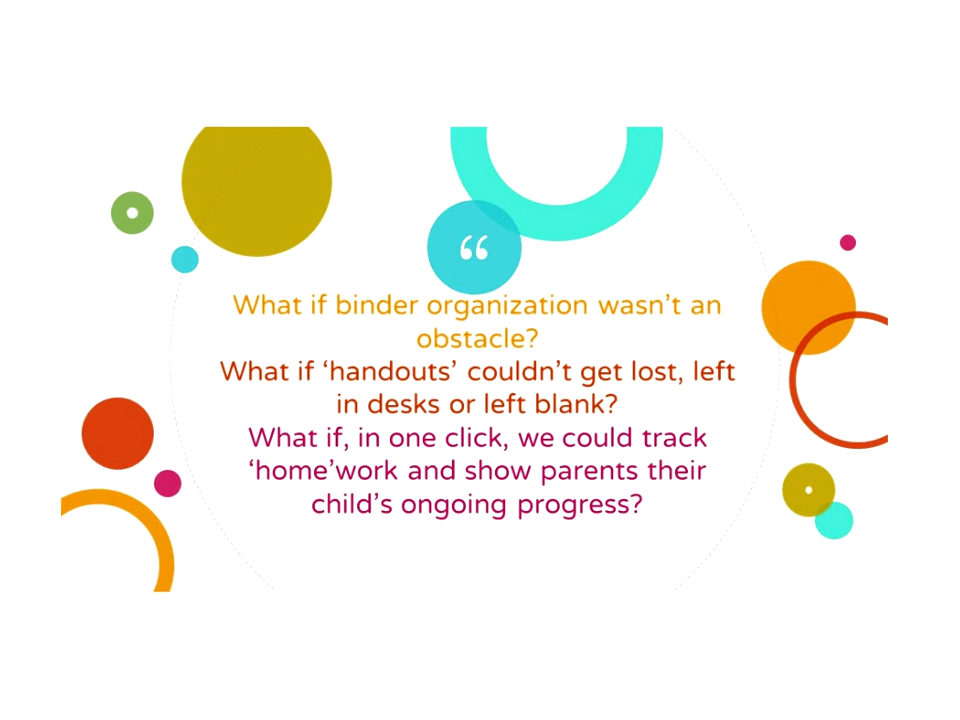 “
What if binder organization wasn’t an
obstacle?
What if ‘handouts’ couldn’t get lost, left
in desks or left blank?
What if, in one click, we could track
‘home’work and show parents their
child’s ongoing progress?